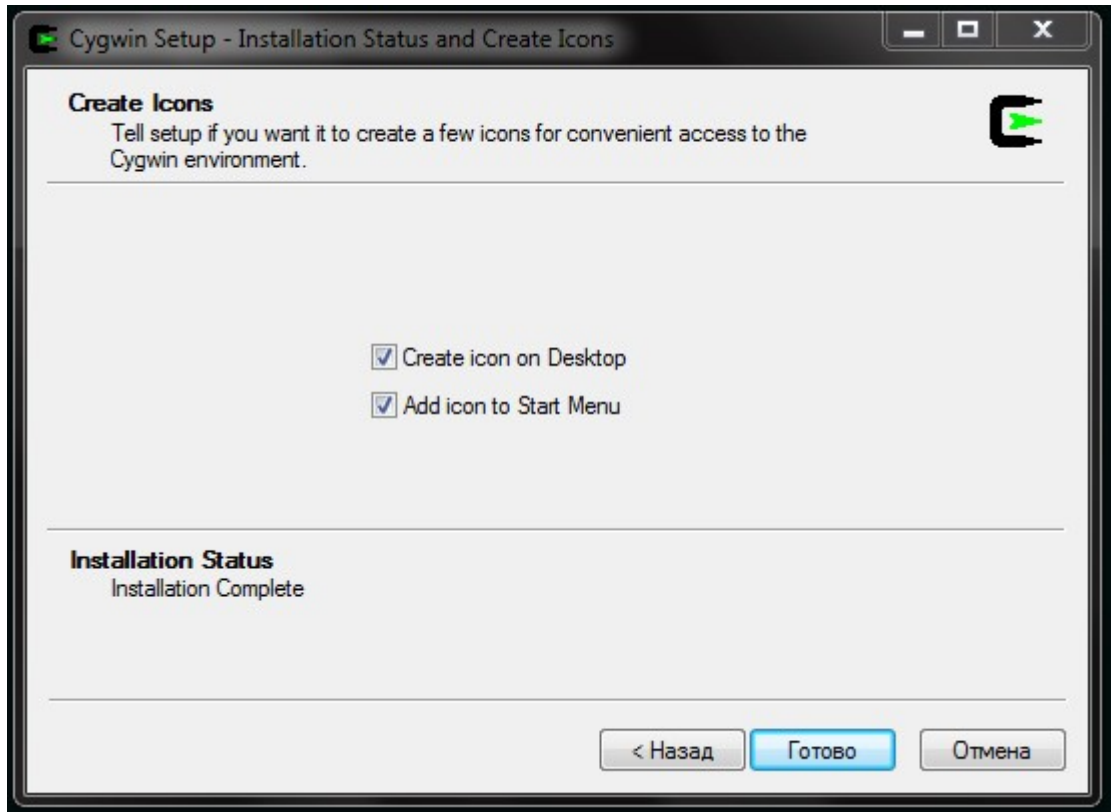 Cygwin Setup - Installation Status and Create Icons
Create Icons
Tell setup if you want it to create a few icons for convenient access to the
Cygwin environment.
Create icon on Desktop
Add icon to Start Menu
Installation Status
Installation Complete
< Назад
Готово
Отмена